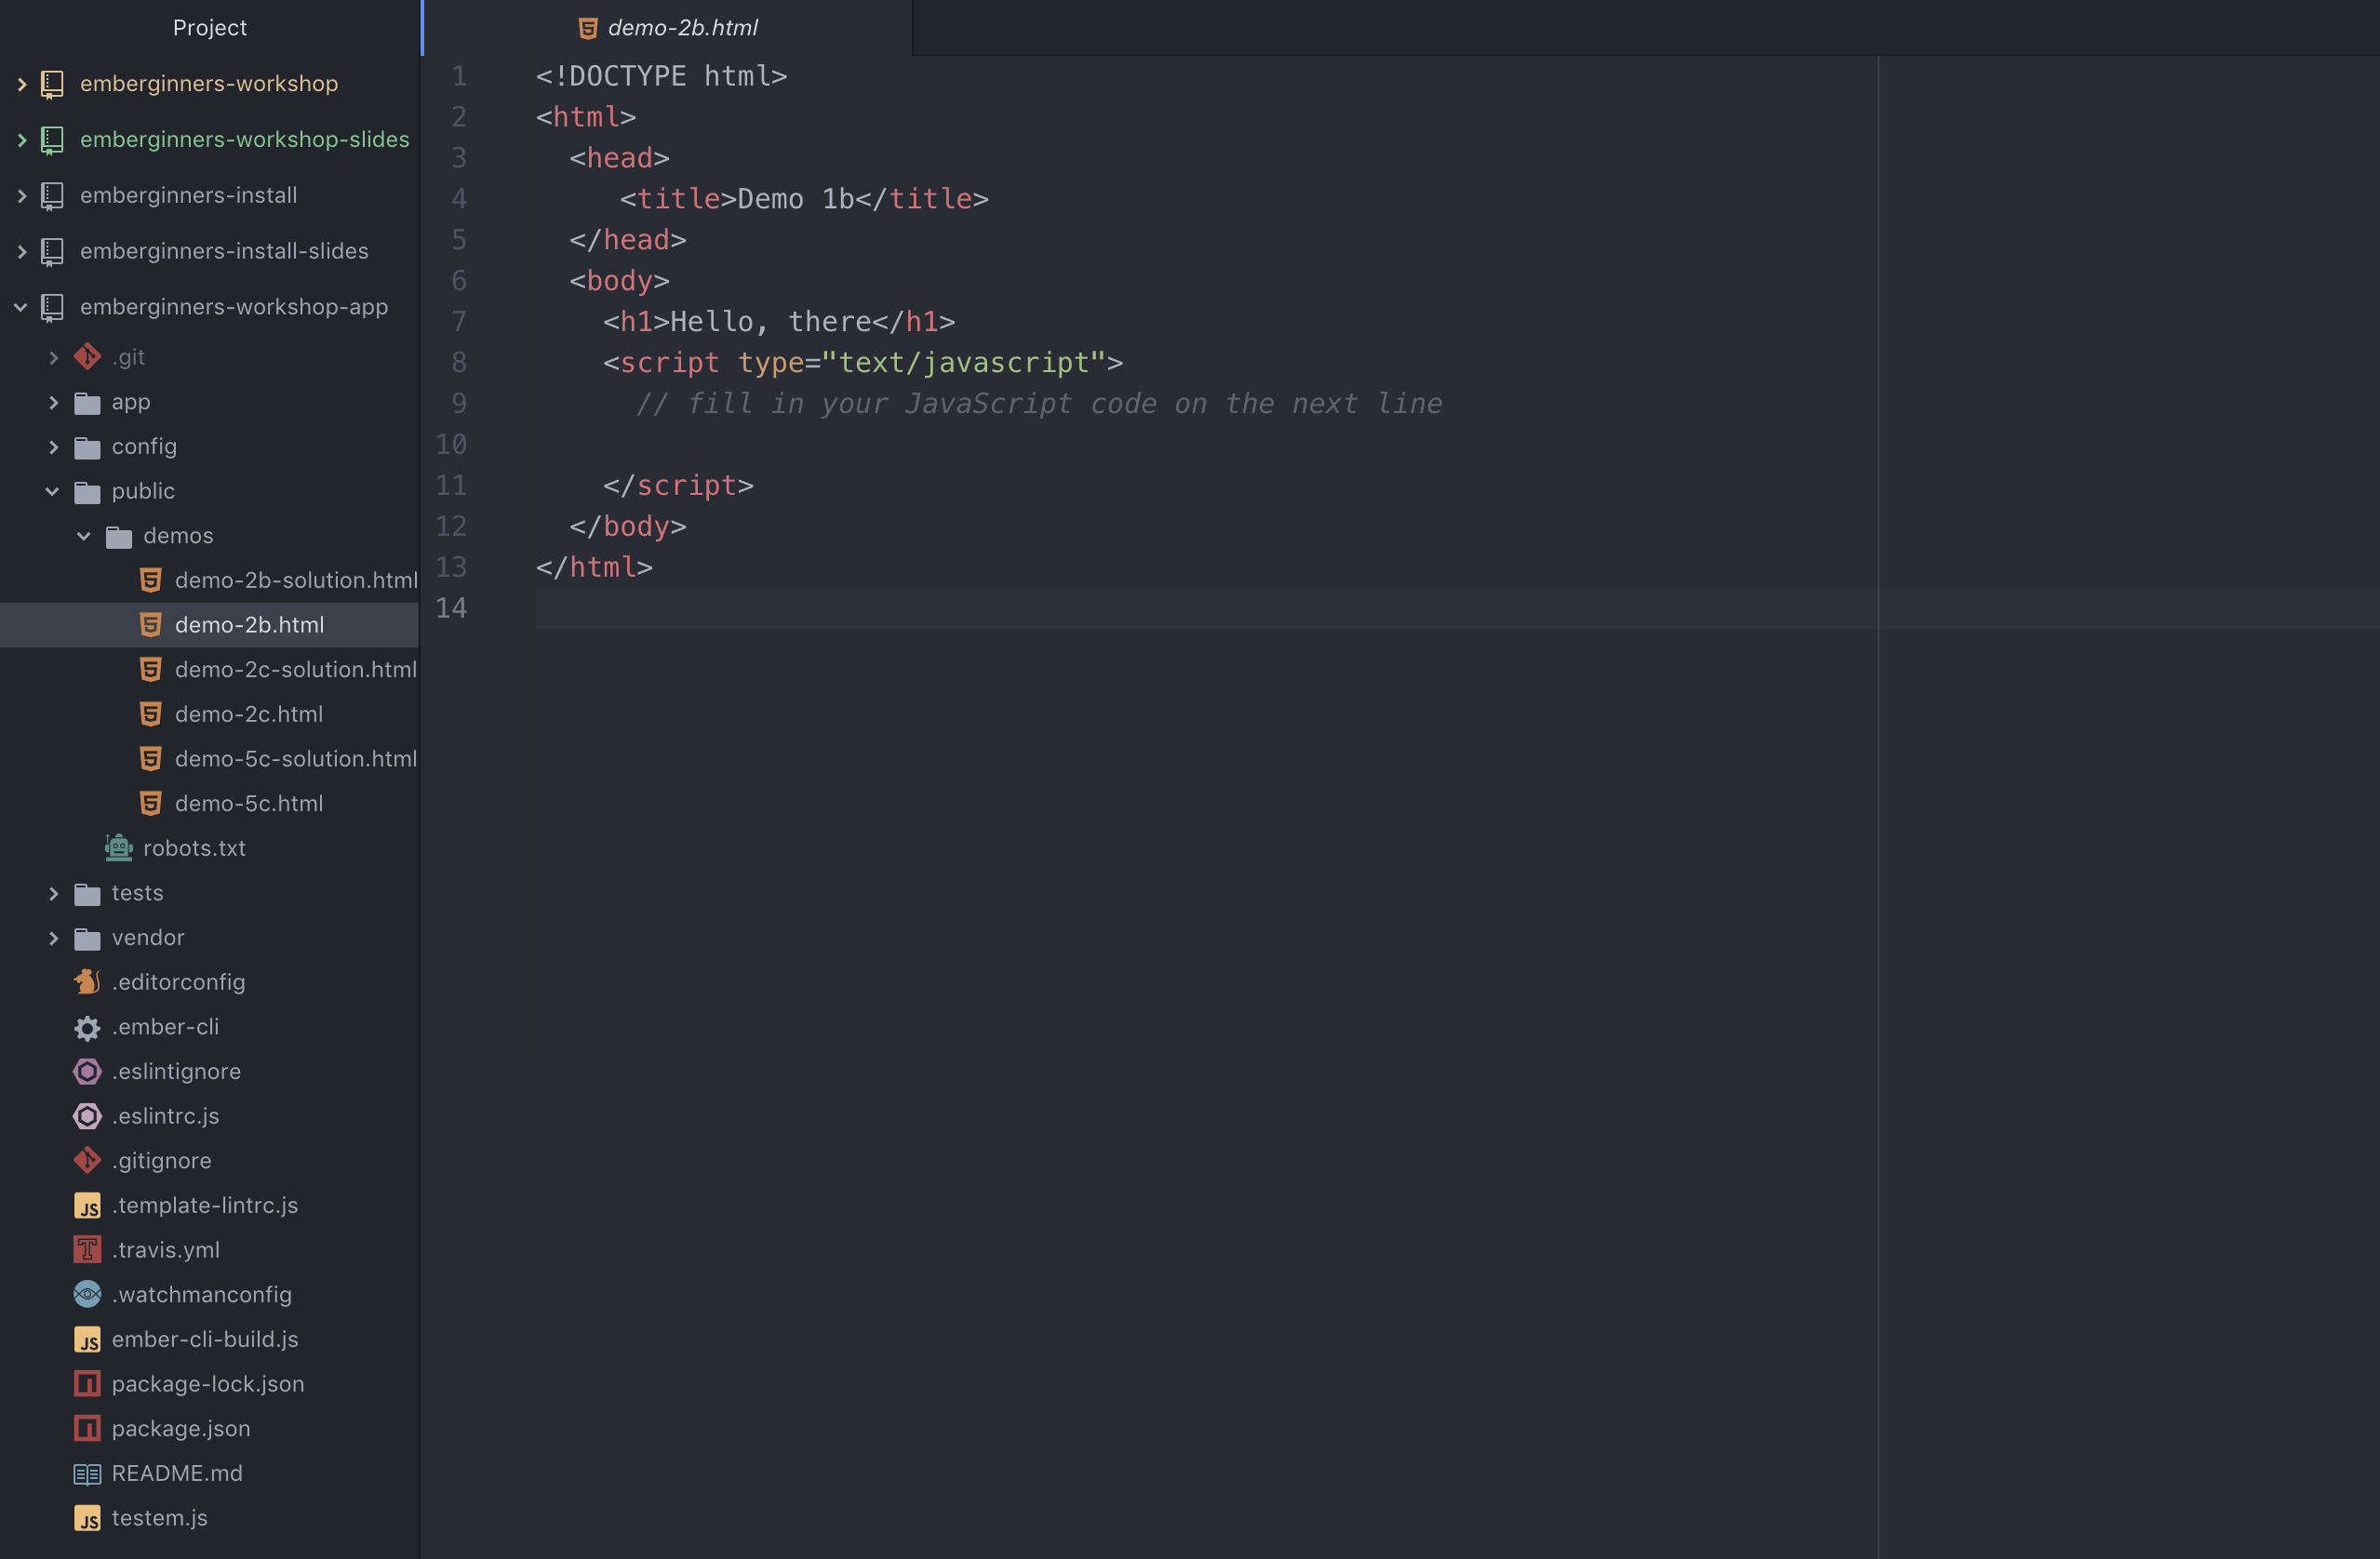 Project
emberginners-workshop
emberginners-workshop-slides
emberginners-install
emberginners-install-slides
emberginners-workshop-app
.git
app
config
public
demos
demo-2b-solution.html
demo-2b.html
demo-2c-solution.html
demo-2c.html
demo-5c-solution.html
demo-5c.html
robots.txt
tests
vendor
.editorconfig
.ember-cli
.eslintignore
.eslintrc.js
.gitignore
.template-lintrc.js
.travis.yml
.watchmanconfig
ember-cli-build.js
package-lock.json
package.json
README.md
testem.js
demo-2b.html
1 <!DOCTYPE html>
2 <html>
3   <head>
4      <title>Demo 1b</title>
5   </head>
6   <body>
7     <h1>Hello, there</h1>
8     <script type="text/javascript">
9       // fill in your JavaScript code on the next line
10
11     </script>
12   </body>
13 </html>
14